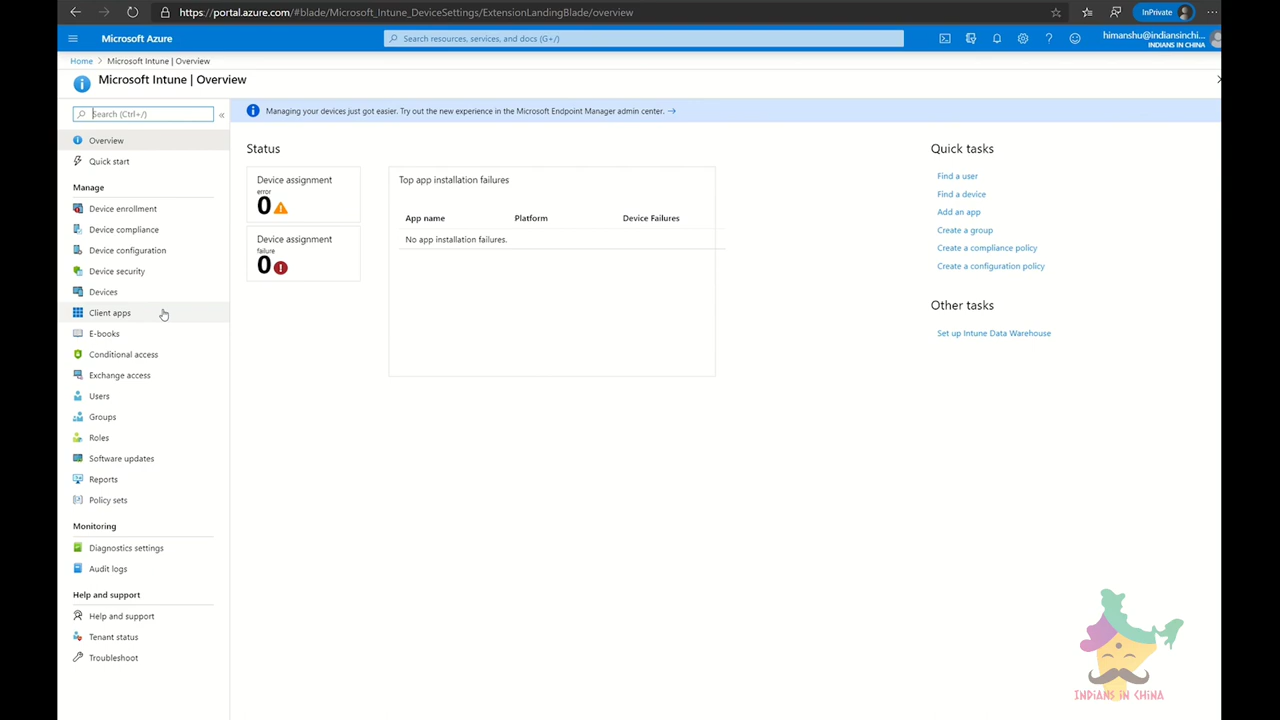 https://portal.azure.com/#blade/Microsoft_Intune_DeviceSettings/ExtensionLandingBlade/overview
InPrivate
Microsoft Azure
Search resources, services, and docs (G+/)
himanshu@indiansinchi...
INDIANS IN CHINA
Home > Microsoft Intune | Overview
Microsoft Intune | Overview
Search (Ctrl+/)
«
Managing your devices just got easier. Try out the new experience in the Microsoft Endpoint Manager admin center. →
Overview
Quick start
Manage
Device enrollment
Device compliance
Device configuration
Device security
Devices
Client apps
E-books
Conditional access
Exchange access
Users
Groups
Roles
Software updates
Reports
Policy sets
Monitoring
Diagnostics settings
Audit logs
Help and support
Help and support
Tenant status
Troubleshoot
Status
Device assignment
error
0
Device assignment
failure
0
Top app installation failures
App name Platform Device Failures
No app installation failures.
Quick tasks
Find a user
Find a device
Add an app
Create a group
Create a compliance policy
Create a configuration policy
Other tasks
Set up Intune Data Warehouse
INDIANS IN CHINA